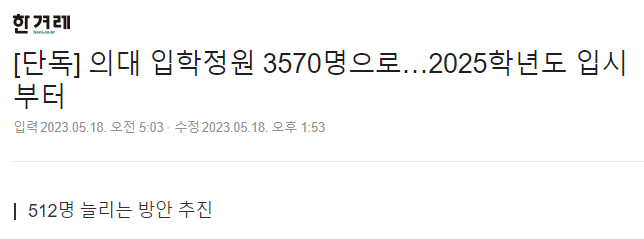 한겨레
hani.co.kr
[단독] 의대 입학정원 3570명으로…2025학년도 입시
부터
입력 2023.05.18. 오전 5:03 · 수정 2023.05.18. 오후 1:53
512명 늘리는 방안 추진